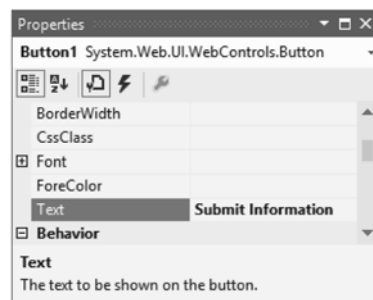 Properties
Button1 System.Web.UI.WebControls.Button
BorderWidth
CssClass
Font
ForeColor
Text Submit Information
Behavior
Text
The text to be shown on the button.